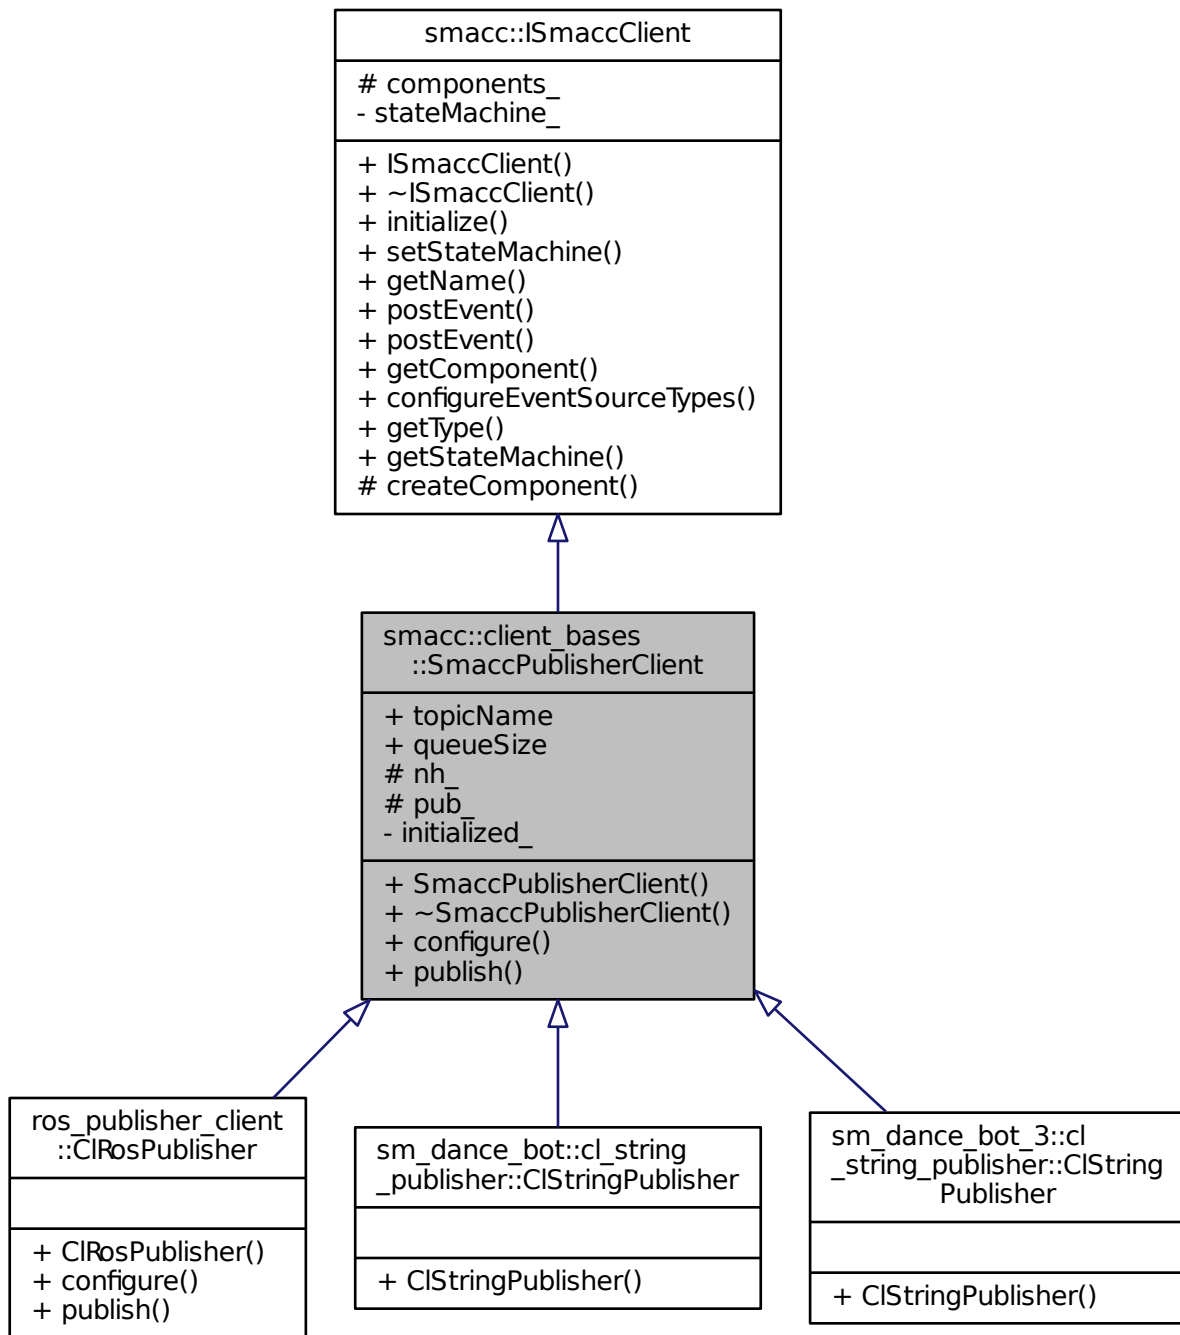 smacc::ISmaccClient
# components_
- stateMachine_
+ ISmaccClient()
+ ~ISmaccClient()
+ initialize()
+ setStateMachine()
+ getName()
+ postEvent()
+ postEvent()
+ getComponent()
+ configureEventSourceTypes()
+ getType()
+ getStateMachine()
# createComponent()
smacc::client_bases
::SmaccPublisherClient
+ topicName
+ queueSize
# nh_
# pub_
- initialized_
+ SmaccPublisherClient()
+ ~SmaccPublisherClient()
+ configure()
+ publish()
ros_publisher_client
::ClRosPublisher
+ ClRosPublisher()
+ configure()
+ publish()
sm_dance_bot::cl_string
_publisher::ClStringPublisher
+ ClStringPublisher()
sm_dance_bot_3::cl
_string_publisher::ClString
Publisher
+ ClStringPublisher()